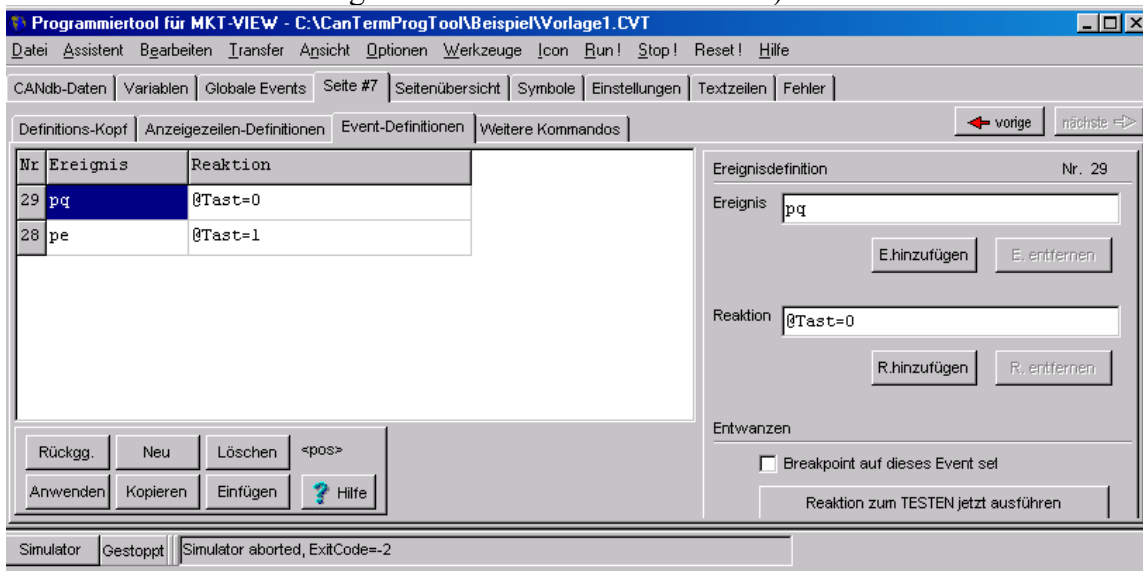 Programmiertool für MKT-VIEW - C:\CanTermProgTool\Beispiel\Vorlage1.CVT
Datei Assistent Bearbeiten Transfer Ansicht Optionen Werkzeuge Icon Run! Stop! Reset! Hilfe
CANdb-Daten Variablen Globale Events Seite #7 Seitenübersicht Symbole Einstellungen Textzeilen Fehler
Definitions-Kopf Anzeigezeilen-Definitionen Event-Definitionen Weitere Kommandos vorige nächste
Nr Ereignis Reaktion
29 pq @Tast=0
28 pe @Tast=1
Ereignisdefinition Nr. 29
Ereignis pq
E.hinzufügen E. entfernen
Reaktion @Tast=0
R.hinzufügen R. entfernen
Entwanzen
Breakpoint auf dieses Event set
Reaktion zum TESTEN jetzt ausführen
Rückgg. Neu Löschen <pos>
Anwenden Kopieren Einfügen Hilfe
Simulator Gestoppt Simulator aborted, ExitCode=-2